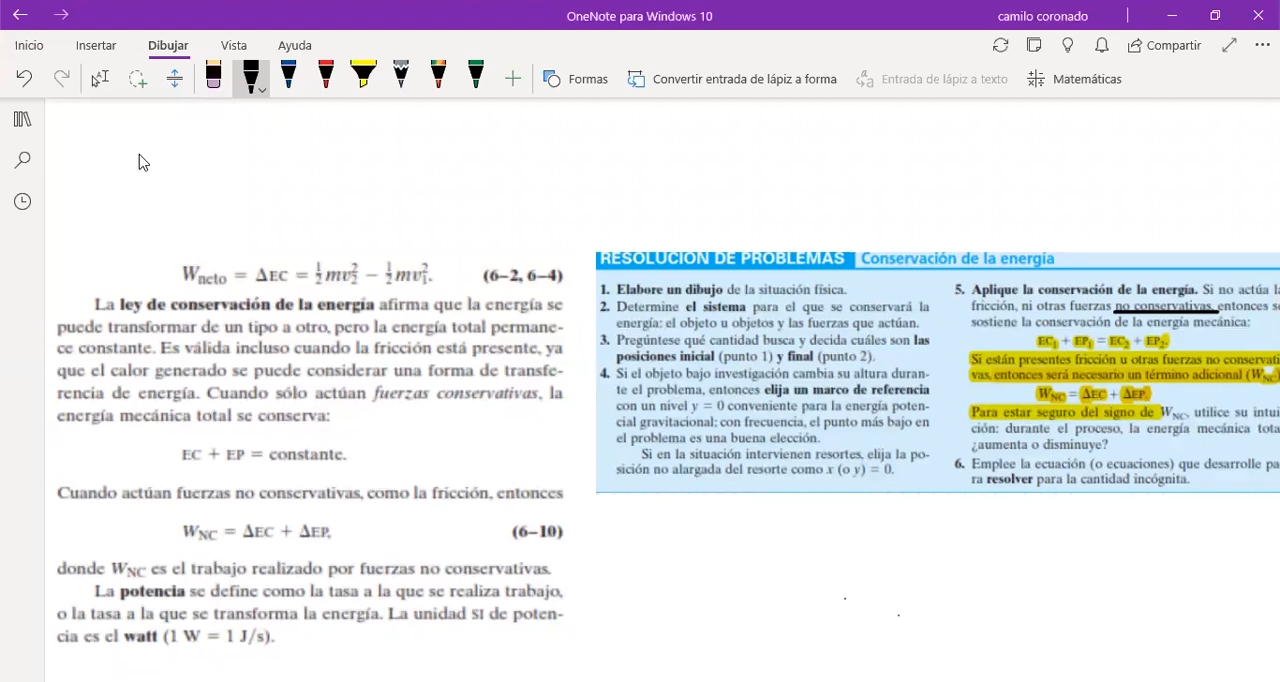 OneNote para Windows 10
camilo coronado
Inicio Insertar Dibujar Vista Ayuda
Compartir
Formas Convertir entrada de lápiz a forma Entrada de lápiz a texto Matemáticas
Wneto = ΔEC = ½mv₂² − ½mv₁². (6–2, 6–4)
La ley de conservación de la energía afirma que la energía se
puede transformar de un tipo a otro, pero la energía total permane-
ce constante. Es válida incluso cuando la fricción está presente, ya
que el calor generado se puede considerar una forma de transfe-
rencia de energía. Cuando sólo actúan fuerzas conservativas, la
energía mecánica total se conserva:
EC + EP = constante.
Cuando actúan fuerzas no conservativas, como la fricción, entonces
WNC = ΔEC + ΔEP, (6–10)
donde WNC es el trabajo realizado por fuerzas no conservativas.
La potencia se define como la tasa a la que se realiza trabajo,
o la tasa a la que se transforma la energía. La unidad SI de poten-
cia es el watt (1 W = 1 J/s).
RESOLUCIÓN DE PROBLEMAS Conservación de la energía
1. Elabore un dibujo de la situación física.
2. Determine el sistema para el que se conservará la
energía: el objeto u objetos y las fuerzas que actúan.
3. Pregúntese qué cantidad busca y decida cuáles son las
posiciones inicial (punto 1) y final (punto 2).
4. Si el objeto bajo investigación cambia su altura duran-
te el problema, entonces elija un marco de referencia
con un nivel y = 0 conveniente para la energía poten-
cial gravitacional; con frecuencia, el punto más bajo en
el problema es una buena elección.
Si en la situación intervienen resortes, elija la po-
sición no alargada del resorte como x (o y) = 0.
5. Aplique la conservación de la energía. Si no actúa la
fricción, ni otras fuerzas no conservativas, entonces se
sostiene la conservación de la energía mecánica:
EC₁ + EP₁ = EC₂ + EP₂.
Si están presentes fricción u otras fuerzas no conservati
vas, entonces será necesario un término adicional (WNC)
WNC = ΔEC + ΔEP.
Para estar seguro del signo de WNC, utilice su intui
ción: durante el proceso, la energía mecánica tota
¿aumenta o disminuye?
6. Emplee la ecuación (o ecuaciones) que desarrolle pa
ra resolver para la cantidad incógnita.